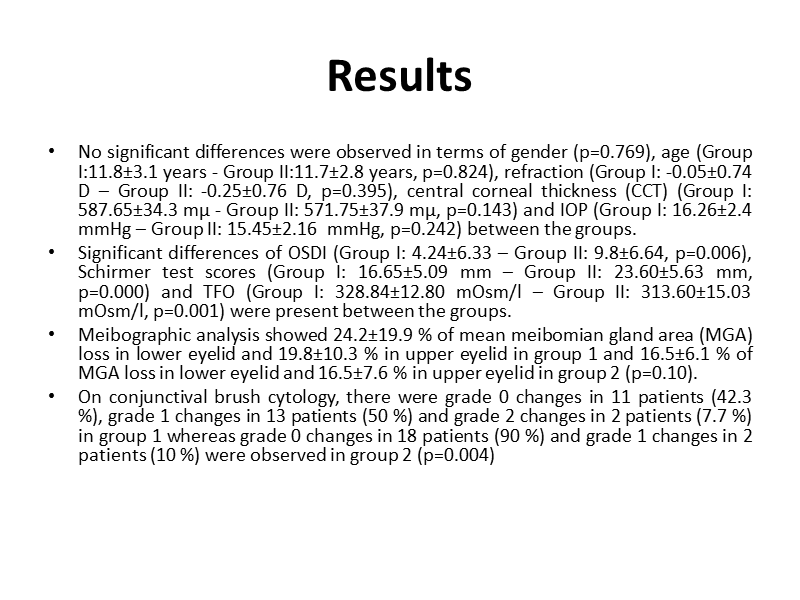 Results
• No significant differences were observed in terms of gender (p=0.769), age (Group
I:11.8±3.1 years - Group II:11.7±2.8 years, p=0.824), refraction (Group I: -0.05±0.74
D – Group II: -0.25±0.76 D, p=0.395), central corneal thickness (CCT) (Group I:
587.65±34.3 mµ - Group II: 571.75±37.9 mµ, p=0.143) and IOP (Group I: 16.26±2.4
mmHg – Group II: 15.45±2.16 mmHg, p=0.242) between the groups.
• Significant differences of OSDI (Group I: 4.24±6.33 – Group II: 9.8±6.64, p=0.006),
Schirmer test scores (Group I: 16.65±5.09 mm – Group II: 23.60±5.63 mm,
p=0.000) and TFO (Group I: 328.84±12.80 mOsm/l – Group II: 313.60±15.03
mOsm/l, p=0.001) were present between the groups.
• Meibographic analysis showed 24.2±19.9 % of mean meibomian gland area (MGA)
loss in lower eyelid and 19.8±10.3 % in upper eyelid in group 1 and 16.5±6.1 % of
MGA loss in lower eyelid and 16.5±7.6 % in upper eyelid in group 2 (p=0.10).
• On conjunctival brush cytology, there were grade 0 changes in 11 patients (42.3
%), grade 1 changes in 13 patients (50 %) and grade 2 changes in 2 patients (7.7 %)
in group 1 whereas grade 0 changes in 18 patients (90 %) and grade 1 changes in 2
patients (10 %) were observed in group 2 (p=0.004)